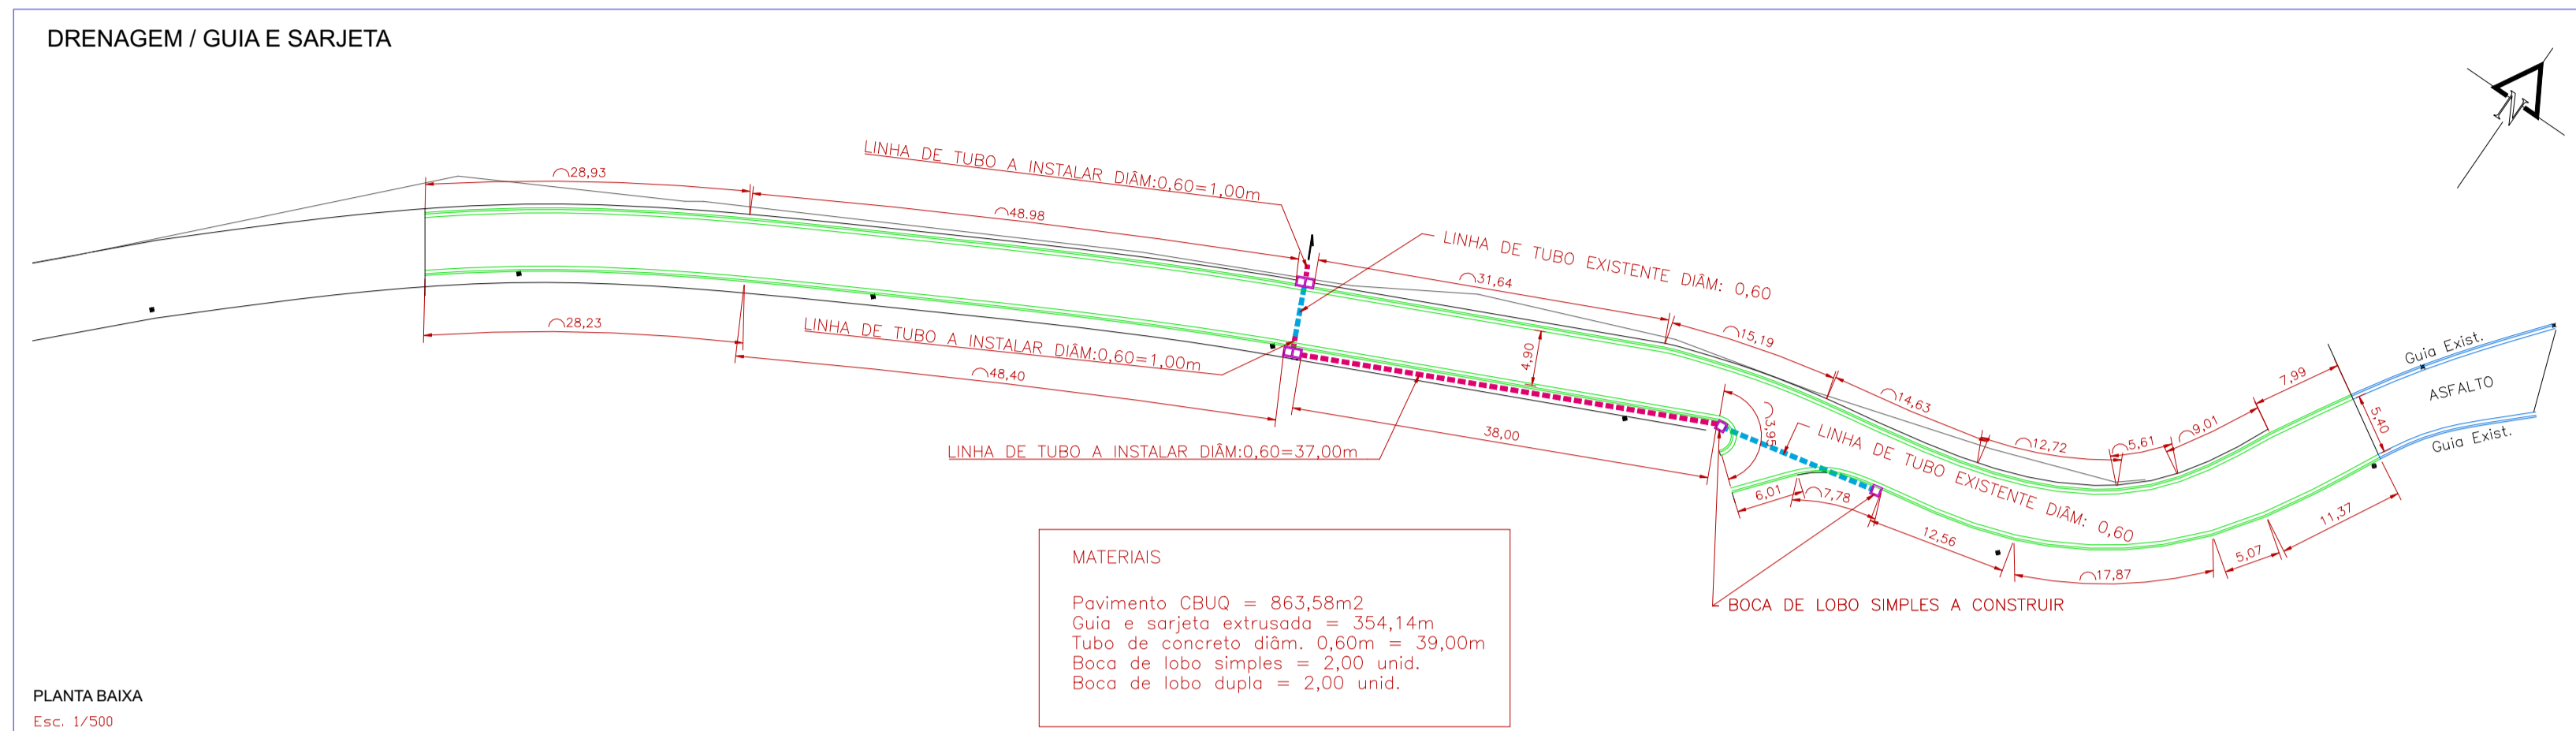 DRENAGEM / GUIA E SARJETA
N
LINHA DE TUBO A INSTALAR DIÂM:0,60=1,00m
28,93
48.98
LINHA DE TUBO EXISTENTE DIÂM: 0,60
31,64
15,19
14,63
12,72
5,61
9,01
7,99
Guia Exist.
ASFALTO
5,40
Guia Exist.
28,23
LINHA DE TUBO A INSTALAR DIÂM:0,60=1,00m
48,40
4,90
38,00
3,95
LINHA DE TUBO A INSTALAR DIÂM:0,60=37,00m
LINHA DE TUBO EXISTENTE DIÂM: 0,60
6,01
7,78
12,56
17,87
5,07
11,37
BOCA DE LOBO SIMPLES A CONSTRUIR
MATERIAIS
Pavimento CBUQ = 863,58m2
Guia e sarjeta extrusada = 354,14m
Tubo de concreto diâm. 0,60m = 39,00m
Boca de lobo simples = 2,00 unid.
Boca de lobo dupla = 2,00 unid.
PLANTA BAIXA
Esc. 1/500